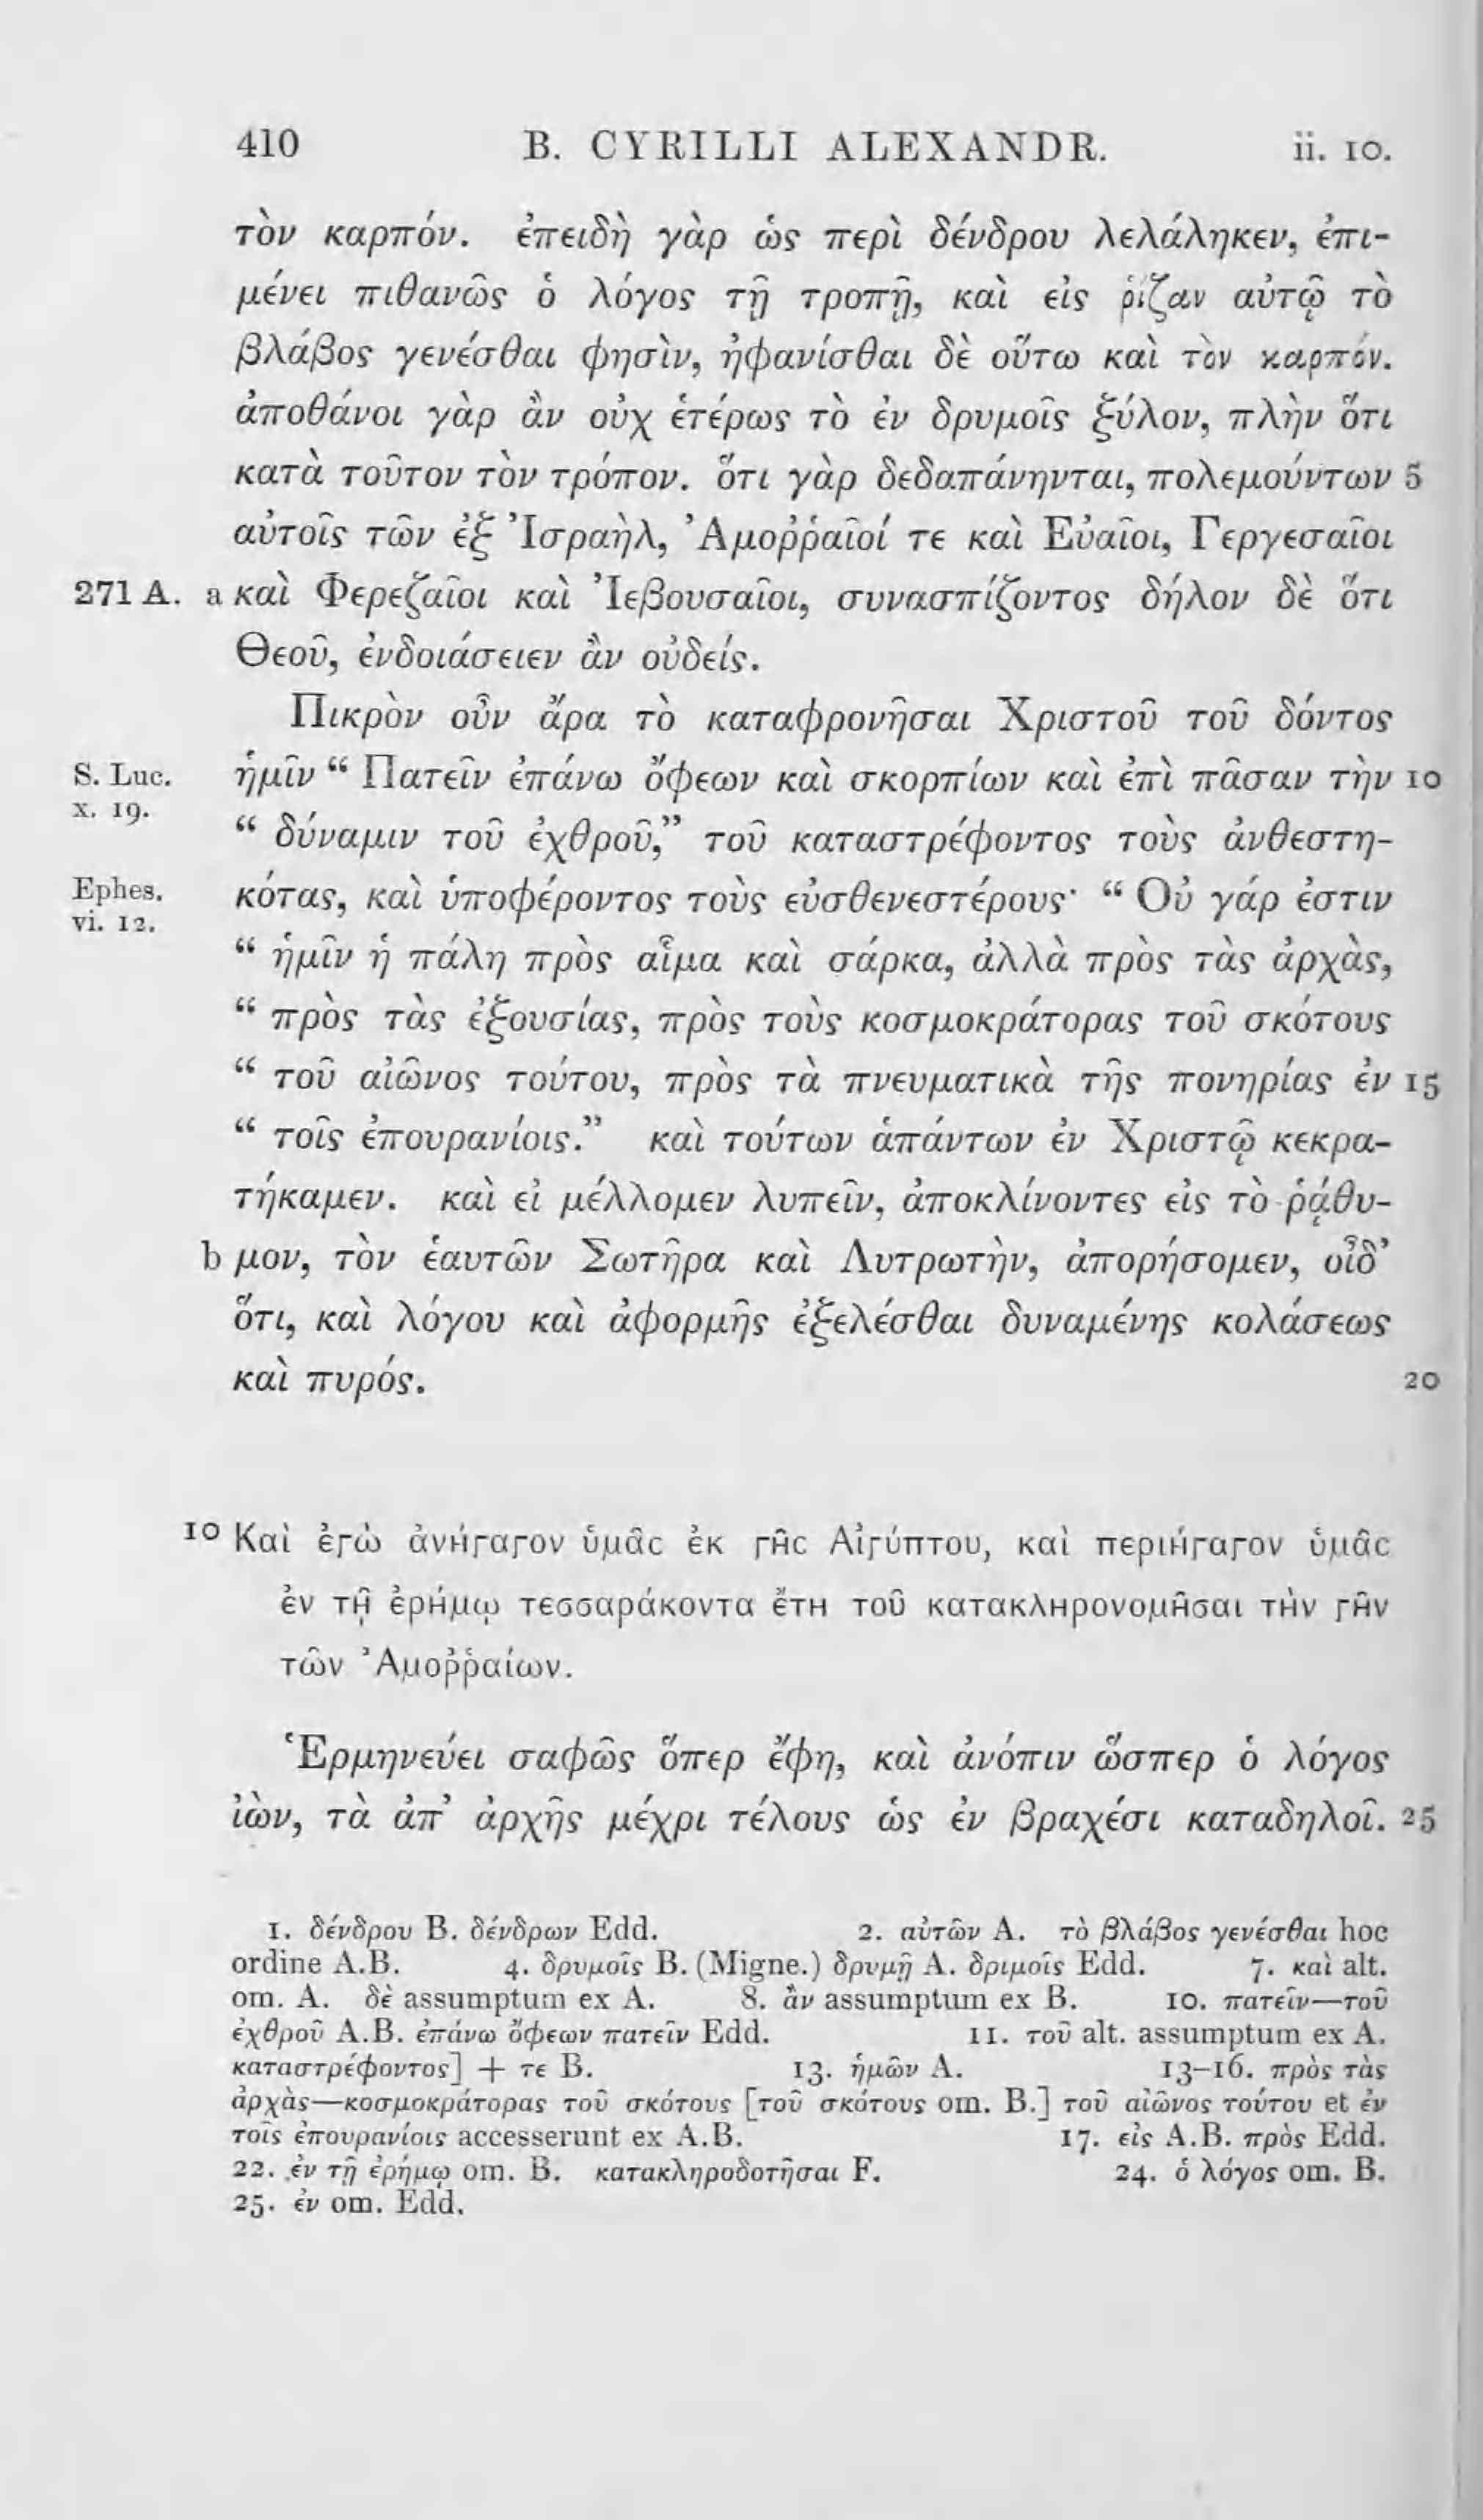 410 B. CYRILLI ALEXANDR. ii. 10.
τὸν καρπόν. ἐπειδὴ γὰρ ὡς περὶ δένδρου λελάληκεν, ἐπι-
μένει πιθανῶς ὁ λόγος τῇ τροπῇ, καὶ εἰς ῥίζαν αὐτῷ τὸ
βλάβος γενέσθαι φησὶν, ἠφανίσθαι δὲ οὕτω καὶ τὸν καρπόν.
ἀποθάνοι γὰρ ἂν οὐχ ἑτέρως τὸ ἐν δρυμοῖς ξύλον, πλὴν ὅτι
κατὰ τοῦτον τὸν τρόπον. ὅτι γὰρ δεδαπάνηνται, πολεμούντων 5
αὐτοῖς τῶν ἐξ Ἰσραὴλ, Ἀμοῤῥαῖοί τε καὶ Εὐαῖοι, Γεργεσαῖοι
271 A. a καὶ Φερεζαῖοι καὶ Ἰεβουσαῖοι, συνασπίζοντος δήλον δὲ ὅτι
Θεοῦ, ἐνδοιάσειεν ἂν οὐδείς.
Πικρὸν οὖν ἄρα τὸ καταφρονῆσαι Χριστοῦ τοῦ δόντος
S. Luc. x. 19. ἡμῖν “ Πατεῖν ἐπάνω ὄφεων καὶ σκορπίων καὶ ἐπὶ πᾶσαν τὴν 10
“ δύναμιν τοῦ ἐχθροῦ,” τοῦ καταστρέφοντος τοὺς ἀνθεστη-
Ephes. vi. 12. κότας, καὶ ὑποφέροντος τοὺς εὐσθενεστέρους· “ Οὐ γάρ ἐστιν
“ ἡμῖν ἡ πάλη πρὸς αἷμα καὶ σάρκα, ἀλλὰ πρὸς τὰς ἀρχὰς,
“ πρὸς τὰς ἐξουσίας, πρὸς τοὺς κοσμοκράτορας τοῦ σκότους
“ τοῦ αἰῶνος τούτου, πρὸς τὰ πνευματικὰ τῆς πονηρίας ἐν 15
“ τοῖς ἐπουρανίοις.” καὶ τούτων ἁπάντων ἐν Χριστῷ κεκρα-
τήκαμεν. καὶ εἰ μέλλομεν λυπεῖν, ἀποκλίνοντες εἰς τὸ ῥᾴθυ-
b μον, τὸν ἑαυτῶν Σωτῆρα καὶ Λυτρωτὴν, ἀπορήσομεν, οἶδ’
ὅτι, καὶ λόγου καὶ ἀφορμῆς ἐξελέσθαι δυναμένης κολάσεως
καὶ πυρός. 20
10 Καὶ ἐγὼ ἀνήγαγον ὑμᾶς ἐκ γῆς Αἰγύπτου, καὶ περιήγαγον ὑμᾶς
ἐν τῇ ἐρήμῳ τεσσαράκοντα ἔτη τοῦ κατακληρονομῆσαι τὴν γῆν
τῶν Ἀμοῤῥαίων.
Ἑρμηνεύει σαφῶς ὅπερ ἔφη, καὶ ἀνόπιν ὥσπερ ὁ λόγος
ἰὼν, τὰ ἀπ’ ἀρχῆς μέχρι τέλους ὡς ἐν βραχέσι καταδηλοῖ. 25
1. δένδρου B. δένδρων Edd. 2. αὐτῶν A. τὸ βλάβος γενέσθαι hoc
ordine A.B. 4. δρυμοῖς B. (Migne.) δρυμῇ A. δριμοῖς Edd. 7. καὶ alt.
om. A. δὲ assumptum ex A. 8. ἂν assumptum ex B. 10. πατεῖν—τοῦ
ἐχθροῦ A.B. ἐπάνω ὄφεων πατεῖν Edd. 11. τοῦ alt. assumptum ex A.
καταστρέφοντος] + τε B. 13. ἡμῶν A. 13–16. πρὸς τὰς
ἀρχὰς—κοσμοκράτορας τοῦ σκότους [τοῦ σκότους om. B.] τοῦ αἰῶνος τούτου et ἐν
τοῖς ἐπουρανίοις accesserunt ex A.B. 17. εἰς A.B. πρὸς Edd.
22. ἐν τῇ ἐρήμῳ om. B. κατακληροδοτῆσαι F. 24. ὁ λόγος om. B.
25. ἐν om. Edd.